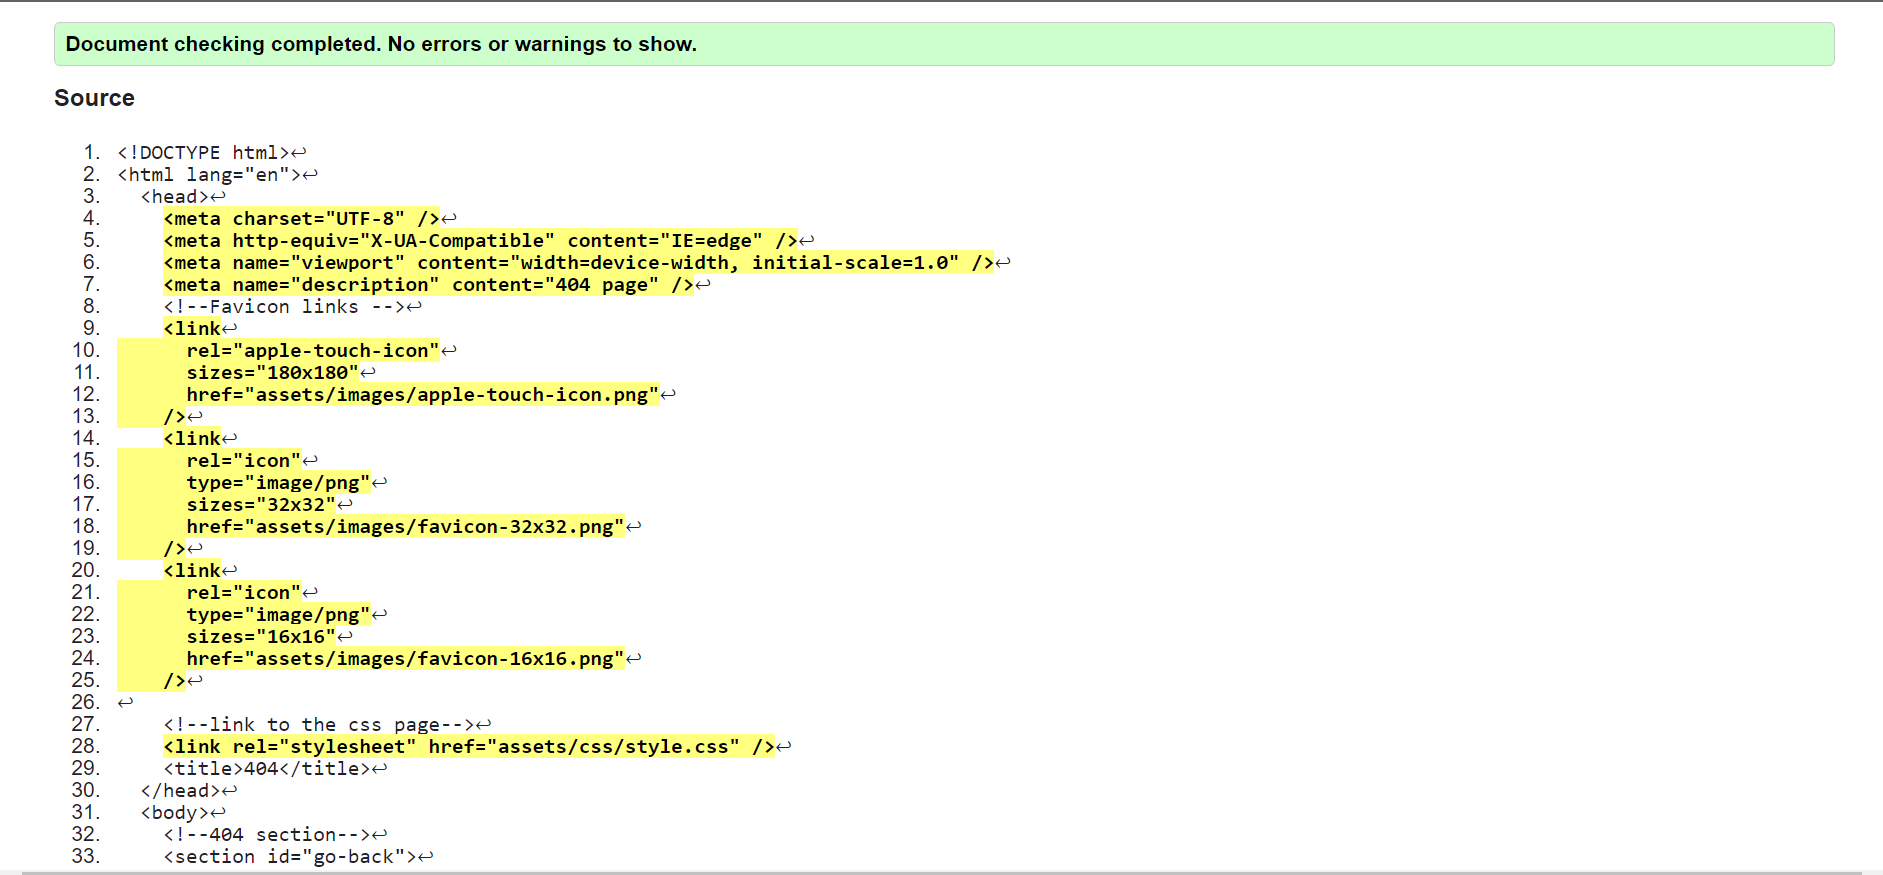 Document checking completed. No errors or warnings to show.
Source
1. <!DOCTYPE html>↩
2. <html lang="en">↩
3.   <head>↩
4.     <meta charset="UTF-8" />↩
5.     <meta http-equiv="X-UA-Compatible" content="IE=edge" />↩
6.     <meta name="viewport" content="width=device-width, initial-scale=1.0" />↩
7.     <meta name="description" content="404 page" />↩
8.     <!--Favicon links -->↩
9.     <link↩
10.       rel="apple-touch-icon"↩
11.       sizes="180x180"↩
12.       href="assets/images/apple-touch-icon.png"↩
13.     />↩
14.     <link↩
15.       rel="icon"↩
16.       type="image/png"↩
17.       sizes="32x32"↩
18.       href="assets/images/favicon-32x32.png"↩
19.     />↩
20.     <link↩
21.       rel="icon"↩
22.       type="image/png"↩
23.       sizes="16x16"↩
24.       href="assets/images/favicon-16x16.png"↩
25.     />↩
26. ↩
27.     <!--link to the css page-->↩
28.     <link rel="stylesheet" href="assets/css/style.css" />↩
29.     <title>404</title>↩
30.   </head>↩
31.   <body>↩
32.     <!--404 section-->↩
33.     <section id="go-back">↩